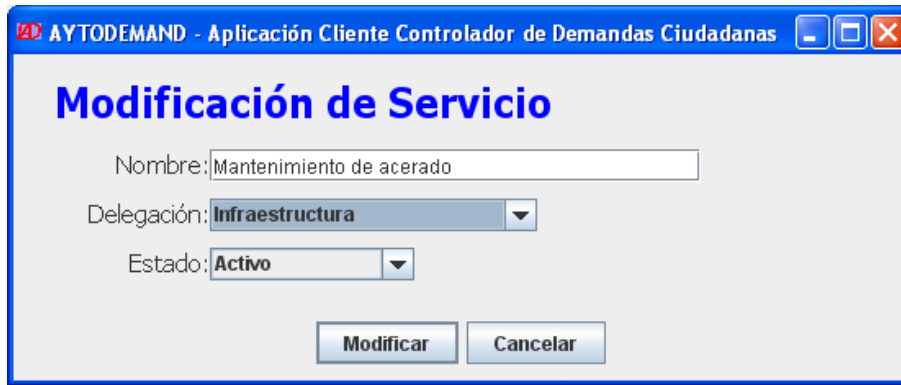 AYTODEMAND - Aplicación Cliente Controlador de Demandas Ciudadanas
Modificación de Servicio
Nombre: Mantenimiento de acerado
Delegación: Infraestructura
Estado: Activo
Modificar Cancelar